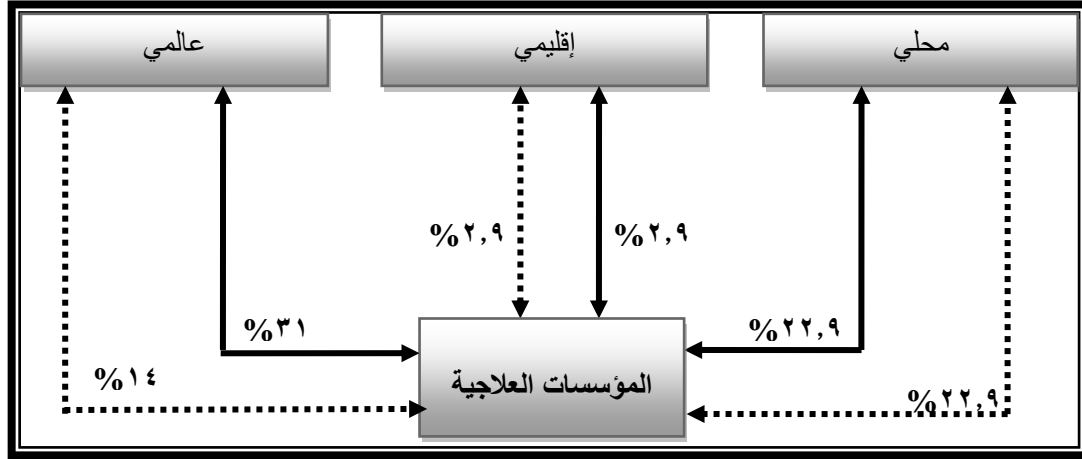 محلي
إقليمي
عالمي
%٢,٩
%٢,٩
%٢٢,٩
%٣١
المؤسسات العلاجية
%١٤
%٢٢,٩